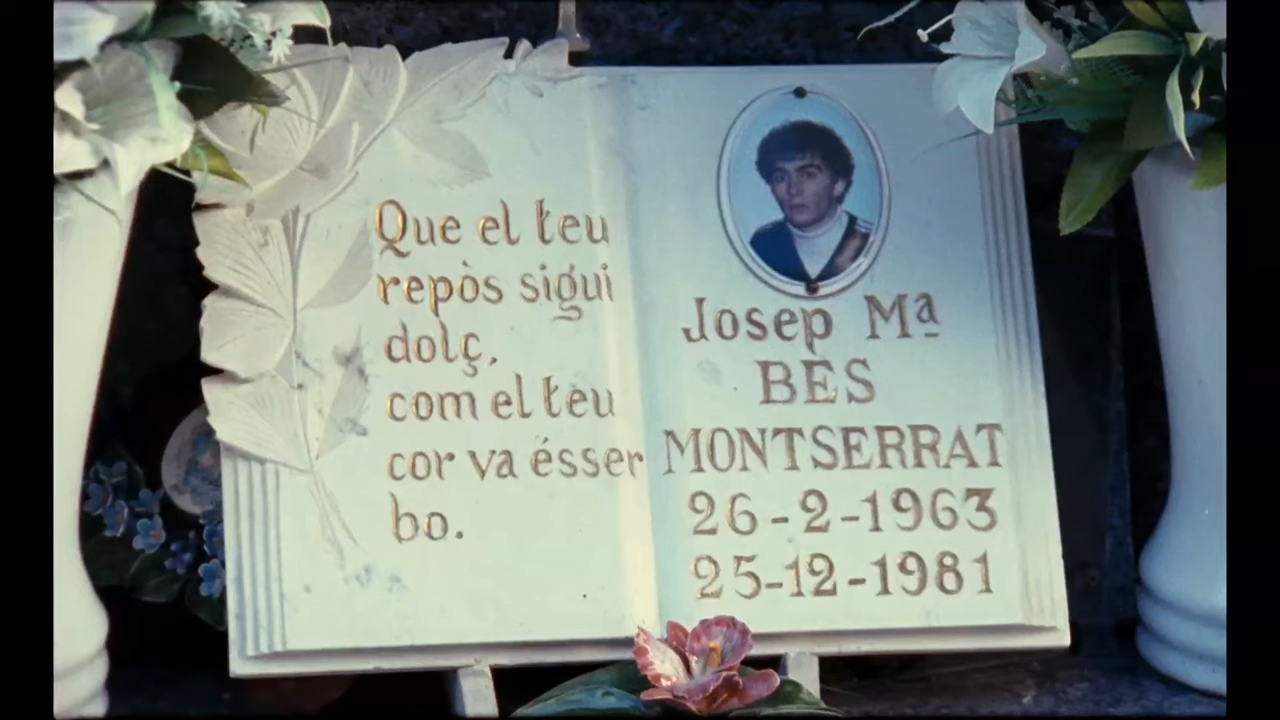 Que el teu
repòs sigui
dolç,
com el teu
cor va ésser
bo.
Josep Mª
BES
MONTSERRAT
26-2-1963
25-12-1981